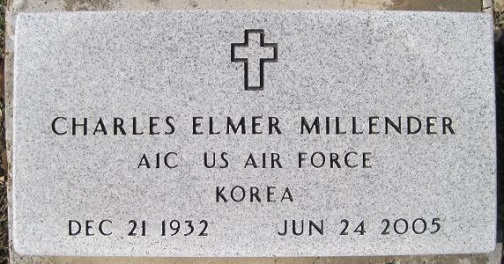 CHARLES ELMER MILLENDER
A1C US AIR FORCE
KOREA
DEC 21 1932 JUN 24 2005